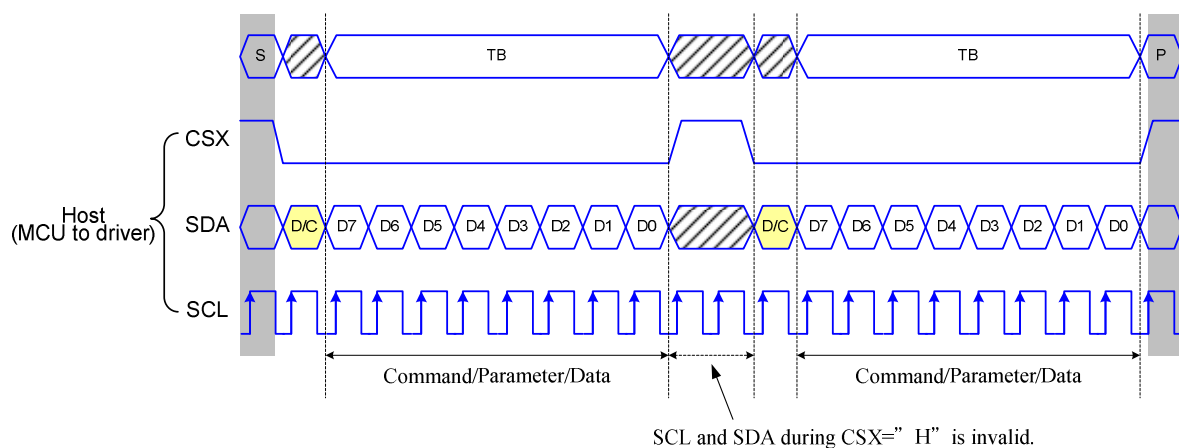 S TB TB P
CSX
Host
(MCU to driver)
SDA
D/C D7 D6 D5 D4 D3 D2 D1 D0 D/C D7 D6 D5 D4 D3 D2 D1 D0
SCL
Command/Parameter/Data Command/Parameter/Data
SCL and SDA during CSX=” H” is invalid.